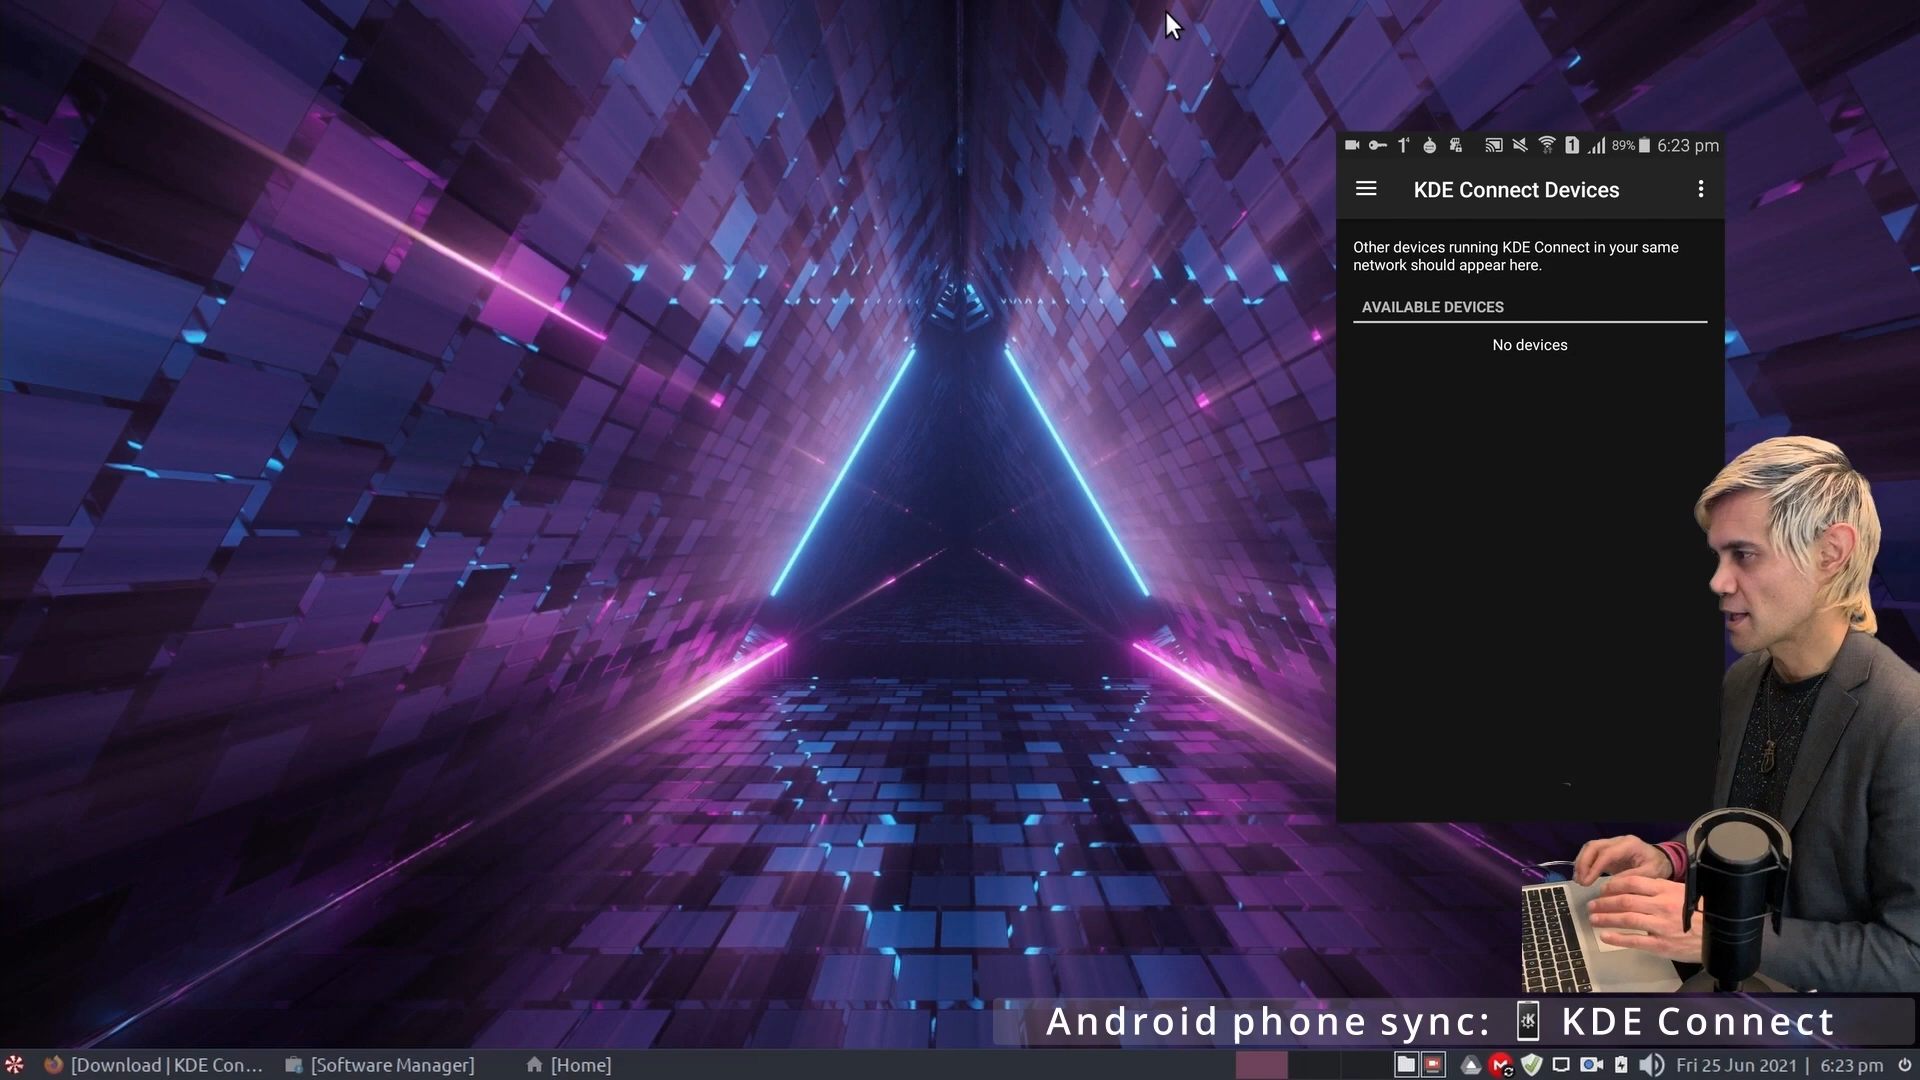 89% 6:23 pm
KDE Connect Devices
Other devices running KDE Connect in your same
network should appear here.
AVAILABLE DEVICES
No devices
Android phone sync: KDE Connect
[Download | KDE Con... [Software Manager] [Home] Fri 25 Jun 2021 | 6:23 pm